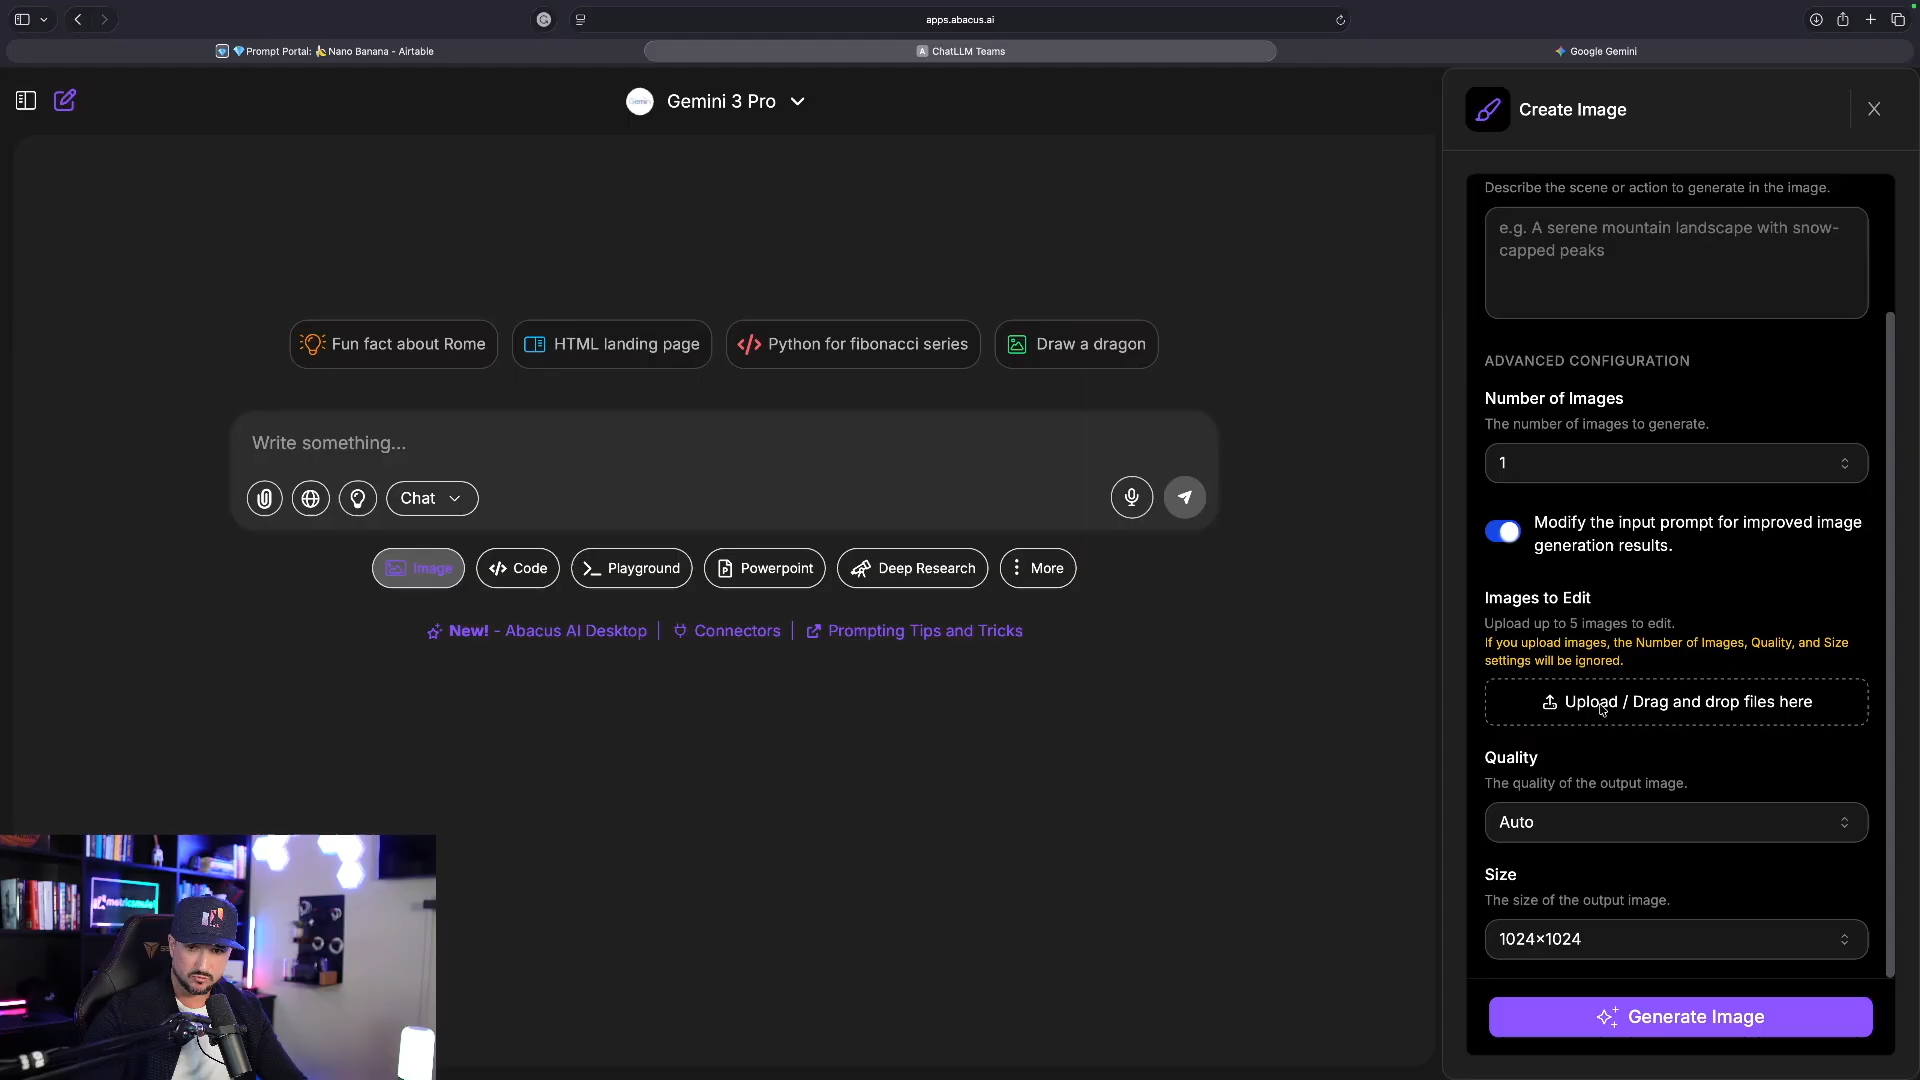 apps.abacus.ai
💎Prompt Portal: 🍌Nano Banana - Airtable
A ChatLLM Teams
Google Gemini
Gemini 3 Pro
Create Image
Describe the scene or action to generate in the image.
e.g. A serene mountain landscape with snow-
capped peaks
ADVANCED CONFIGURATION
Number of Images
The number of images to generate.
1
Modify the input prompt for improved image
generation results.
Images to Edit
Upload up to 5 images to edit.
If you upload images, the Number of Images, Quality, and Size
settings will be ignored.
Upload / Drag and drop files here
Quality
The quality of the output image.
Auto
Size
The size of the output image.
1024×1024
Generate Image
Fun fact about Rome
HTML landing page
Python for fibonacci series
Draw a dragon
Write something...
Chat
Image
Code
Playground
Powerpoint
Deep Research
More
New! - Abacus AI Desktop
Connectors
Prompting Tips and Tricks